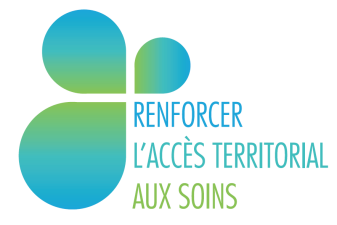 RENFORCER
L'ACCÈS TERRITORIAL
AUX SOINS